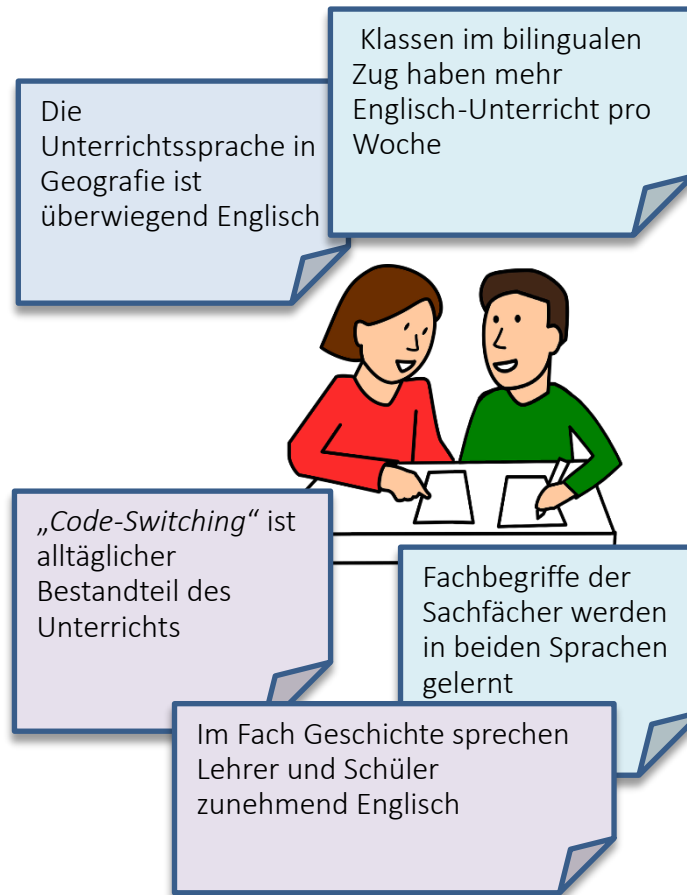 Klassen im bilingualen
Zug haben mehr
Englisch-Unterricht pro
Woche
Die
Unterrichtssprache in
Geografie ist
überwiegend Englisch
„Code-Switching“ ist
alltäglicher
Bestandteil des
Unterrichts
Fachbegriffe der
Sachfächer werden
in beiden Sprachen
gelernt
Im Fach Geschichte sprechen
Lehrer und Schüler
zunehmend Englisch